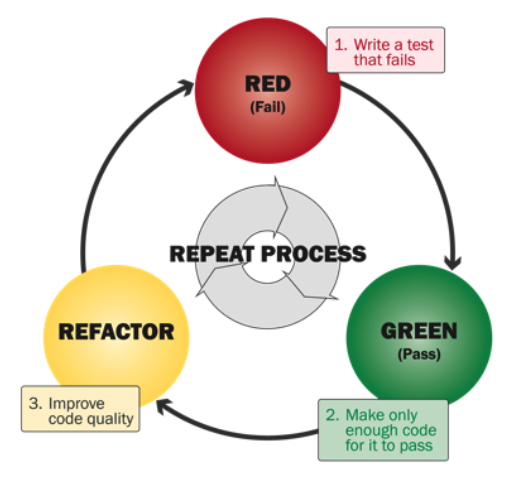 RED
(Fail)
1. Write a test
that fails
REPEAT PROCESS
GREEN
(Pass)
2. Make only
enough code
for it to pass
REFACTOR
3. Improve
code quality